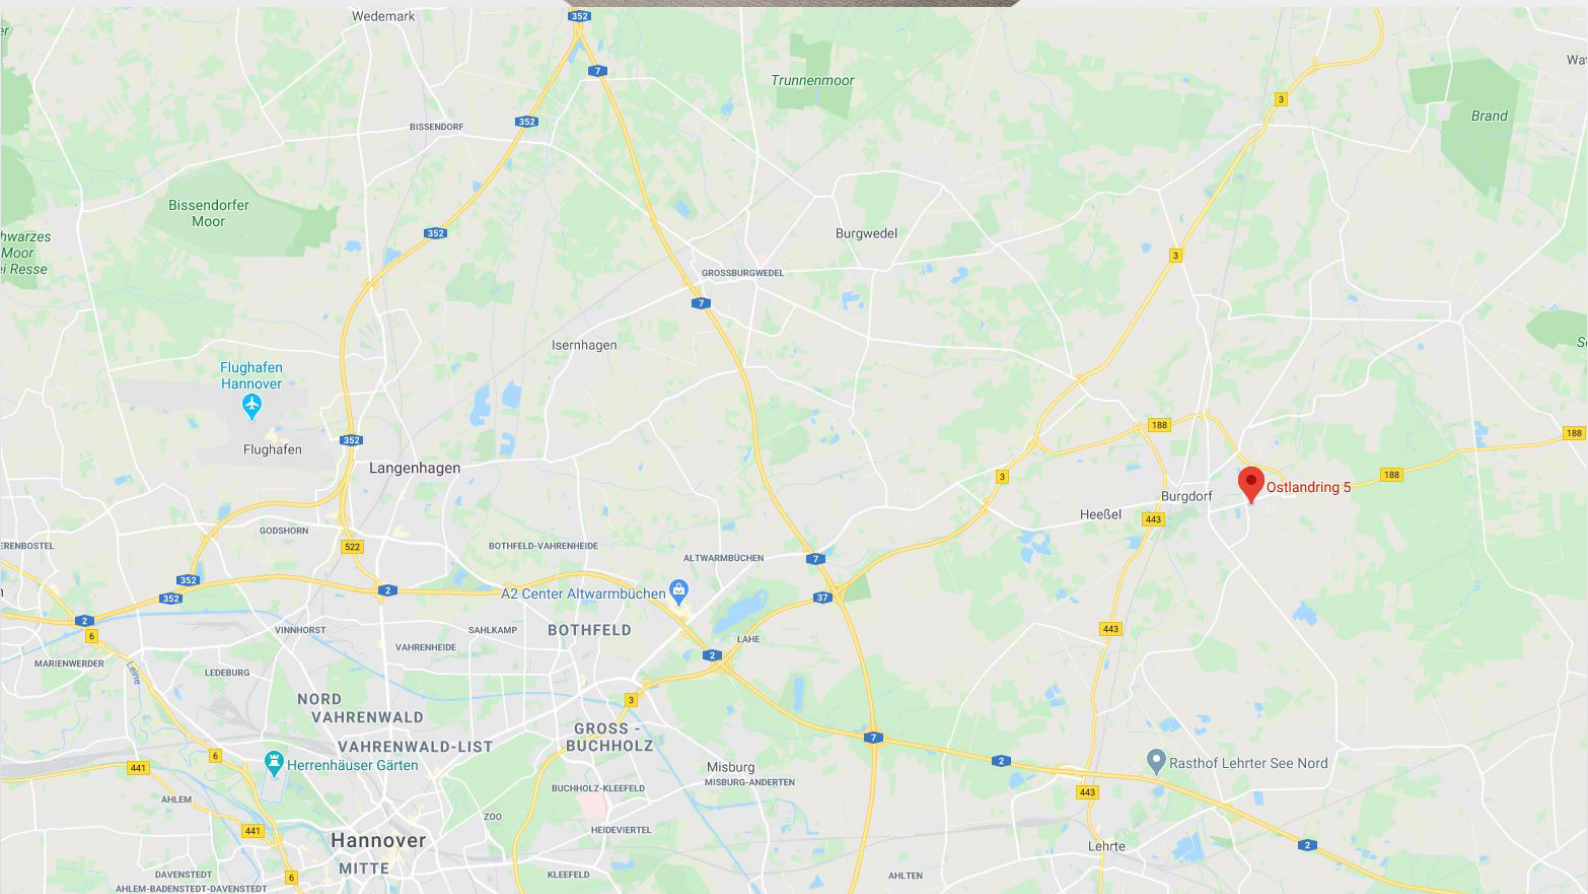 Wedemark
352
7
Trunnenmoor
3
Brand
352
BISSENDORF
Bissendorfer
Moor
352
Burgwedel
3
hwarzes
Moor
ei Resse
GROSSBURGWEDEL
7
Isernhagen
Flughafen
Hannover
188
188
352
Flughafen
Langenhagen
3
188
Ostlandring 5
Burgdorf
Heeßel
443
GODSHORN
522
ERENBOSTEL
BOTHFELD-VAHRENHEIDE
ALTWARMBÜCHEN
7
352
2
A2 Center Altwarmbüchen
37
352
2
6
VINNHORST
SAHLKAMP
BOTHFELD
443
LAHE
VAHRENHEIDE
2
MARIENWERDER
LEDEBURG
Leine
NORD
VAHRENWALD
3
GROSS -
BUCHHOLZ
7
VAHRENWALD-LIST
6
441
Herrenhäuser Gärten
Misburg
MISBURG-ANDERTEN
2
Rasthof Lehrter See Nord
443
BUCHHOLZ-KLEEFELD
AHLEM
ZOO
HEIDEVIERTEL
441
Hannover
MITTE
Lehrte
2
DAVENSTEDT
AHLEM-BADENSTEDT-DAVENSTEDT
6
KLEEFELD
AHLTEN